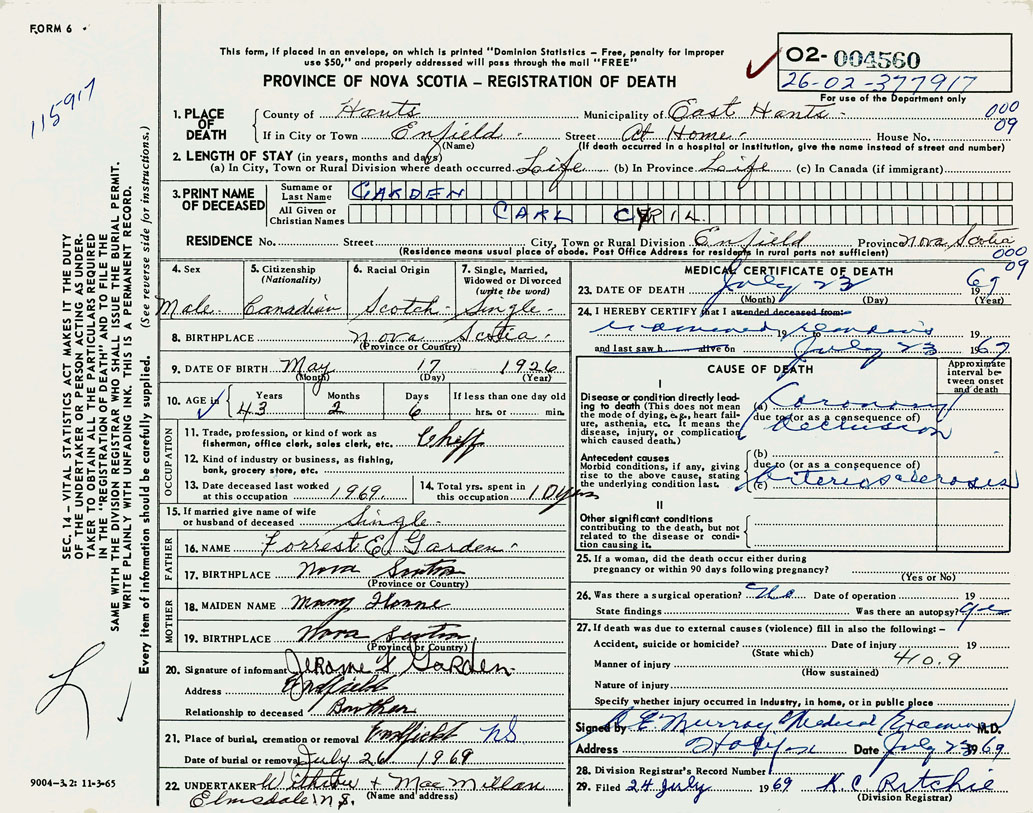 FORM 6
115917
This form, if placed in an envelope, on which is printed "Dominion Statistics – Free, penalty for improper
use $50," and properly addressed will pass through the mail "FREE"
PROVINCE OF NOVA SCOTIA – REGISTRATION OF DEATH
O2- 004560
26-02-377917
For use of the Department only
000
09
1. PLACE OF DEATH
County of Hants Municipality of East Hants
If in City or Town Enfield Street At Home House No.
(Name) (If death occurred in a hospital or institution, give the name instead of street and number)
2. LENGTH OF STAY (in years, months and days)
(a) In City, Town or Rural Division where death occurred Life (b) In Province Life (c) In Canada (if immigrant)
3. PRINT NAME OF DECEASED
Surname or Last Name GARDEN
All Given or Christian Names CARL CYRIL
RESIDENCE No. Street City, Town or Rural Division Enfield Province Nova Scotia
(Residence means usual place of abode. Post Office Address for residents in rural parts not sufficient)
000
09
4. Sex Male
5. Citizenship (Nationality) Canadian
6. Racial Origin Scotch
7. Single, Married, Widowed or Divorced (write the word) Single
8. BIRTHPLACE Nova Scotia
(Province or Country)
9. DATE OF BIRTH May 17 1926
(Month) (Day) (Year)
10. AGE in Years 43 Months 2 Days 6 If less than one day old hrs. or min.
OCCUPATION
11. Trade, profession, or kind of work as fisherman, office clerk, sales clerk, etc. Cheff
12. Kind of industry or business, as fishing, bank, grocery store, etc.
13. Date deceased last worked at this occupation 1969
14. Total yrs. spent in this occupation 10 yrs
15. If married give name of wife or husband of deceased Single
FATHER
16. NAME Forrest E. Garden
17. BIRTHPLACE Nova Scotia
(Province or Country)
MOTHER
18. MAIDEN NAME Mary
19. BIRTHPLACE Nova Scotia
(Province or Country)
20. Signature of informant Jerome Garden
Address Enfield
Relationship to deceased Brother
21. Place of burial, cremation or removal Enfield NS
Date of burial or removal July 26 1969
22. UNDERTAKER + MacMillan
(Name and address)
Elmsdale N.S.
MEDICAL CERTIFICATE OF DEATH
23. DATE OF DEATH July 23 1969
(Month) (Day) (Year)
24. I HEREBY CERTIFY that I attended deceased from:
examined remains 19 to
and last saw h alive on July 23 1969
CAUSE OF DEATH
Approximate interval between onset and death
I
Disease or condition directly leading to death (This does not mean the mode of dying, e.g., heart failure, asthenia, etc. It means the disease, injury, or complication which caused death.)
(a) Coronary
due to (or as a consequence of)
occlusion
Antecedent causes
Morbid conditions, if any, giving rise to the above cause, stating the underlying condition last.
(b)
due to (or as a consequence of)
(c) Arteriosclerosis
II
Other significant conditions contributing to the death, but not related to the disease or condition causing it.
25. If a woman, did the death occur either during pregnancy or within 90 days following pregnancy?
(Yes or No)
26. Was there a surgical operation? No Date of operation 19
State findings Was there an autopsy? yes
27. If death was due to external causes (violence) fill in also the following: –
Accident, suicide or homicide? Date of injury 19
(State which)
Manner of injury 410.9
(How sustained)
Nature of injury
Specify whether injury occurred in industry, in home, or in public place
Signed by Murray Medical Examiner M.D.
Address Halifax Date July 23 1969
28. Division Registrar's Record Number
29. Filed 24 July 1969 K. C. Ritchie
(Division Registrar)
SEC. 14 – VITAL STATISTICS ACT MAKES IT THE DUTY
OF THE UNDERTAKER OR PERSON ACTING AS UNDER-
TAKER TO OBTAIN ALL THE PARTICULARS REQUIRED
IN THE "REGISTRATION OF DEATH" AND TO FILE THE
SAME WITH THE DIVISION REGISTRAR WHO SHALL ISSUE THE BURIAL PERMIT.
WRITE PLAINLY WITH UNFADING INK. THIS IS A PERMANENT RECORD.
Every item of information should be carefully supplied. (See reverse side for instructions.)
9004-3.2: 11-3-65